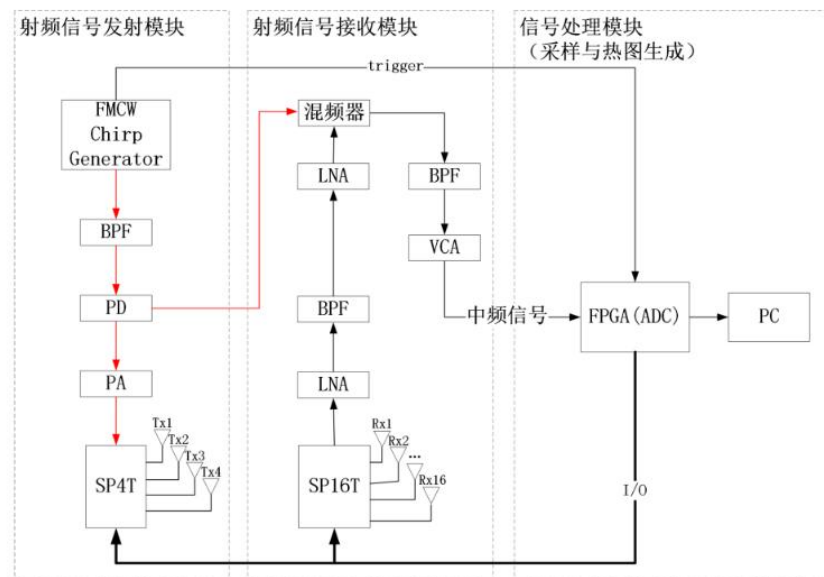 射频信号发射模块
射频信号接收模块
信号处理模块
（采样与热图生成）
trigger
FMCW
Chirp
Generator
混频器
LNA
BPF
BPF
VCA
PD
BPF
中频信号
FPGA(ADC)
PC
PA
LNA
Tx1
Tx2
Tx3
Tx4
SP4T
Rx1
Rx2
...
Rx16
SP16T
I/O